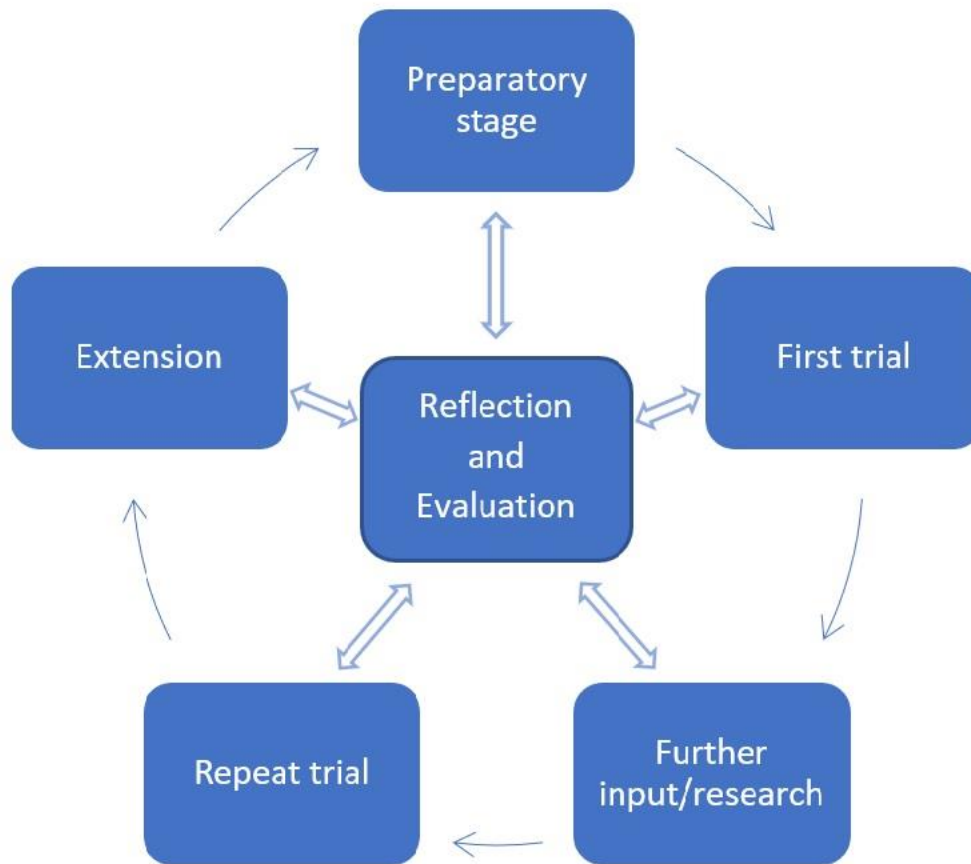 Preparatory
stage
Extension
First trial
Reflection
and
Evaluation
Repeat trial
Further
input/research